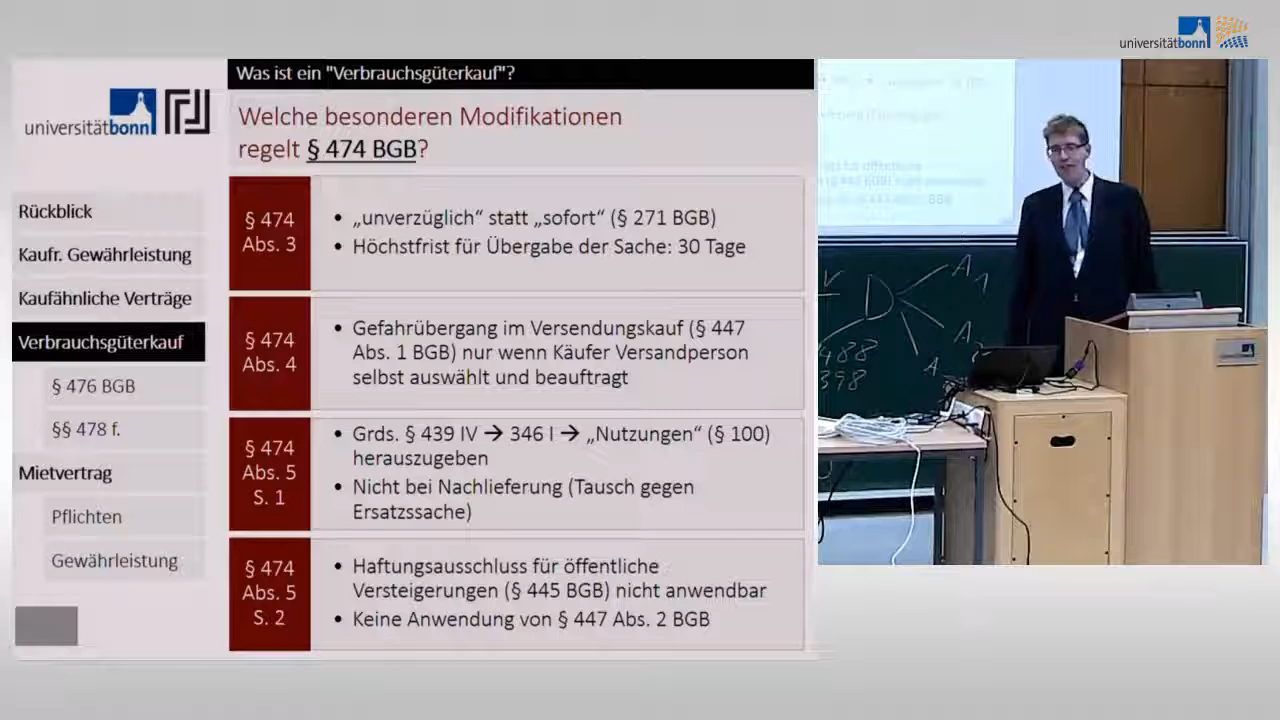 universitätbonn
Was ist ein "Verbrauchsgüterkauf"?
universitätbonn
Welche besonderen Modifikationen
regelt § 474 BGB?
Rückblick
Kaufr. Gewährleistung
Kaufähnliche Verträge
Verbrauchsgüterkauf
§ 476 BGB
§§ 478 f.
Mietvertrag
Pflichten
Gewährleistung
§ 474
Abs. 3
• „unverzüglich“ statt „sofort“ (§ 271 BGB)
• Höchstfrist für Übergabe der Sache: 30 Tage
§ 474
Abs. 4
• Gefahrübergang im Versendungskauf (§ 447
Abs. 1 BGB) nur wenn Käufer Versandperson
selbst auswählt und beauftragt
§ 474
Abs. 5
S. 1
• Grds. § 439 IV → 346 I → „Nutzungen“ (§ 100)
herauszugeben
• Nicht bei Nachlieferung (Tausch gegen
Ersatzssache)
§ 474
Abs. 5
S. 2
• Haftungsausschluss für öffentliche
Versteigerungen (§ 445 BGB) nicht anwendbar
• Keine Anwendung von § 447 Abs. 2 BGB
D
A1
A2
A
488
398